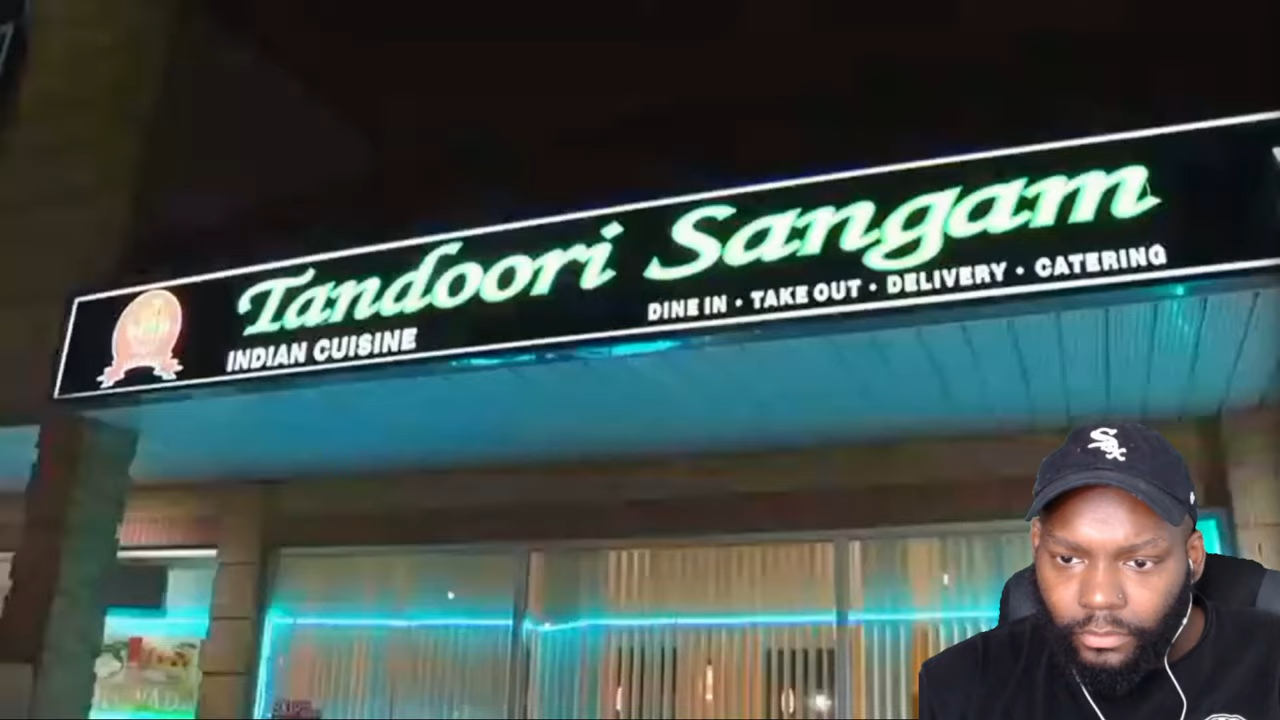 Tandoori Sangam
INDIAN CUISINE
DINE IN • TAKE OUT • DELIVERY • CATERING
Sox